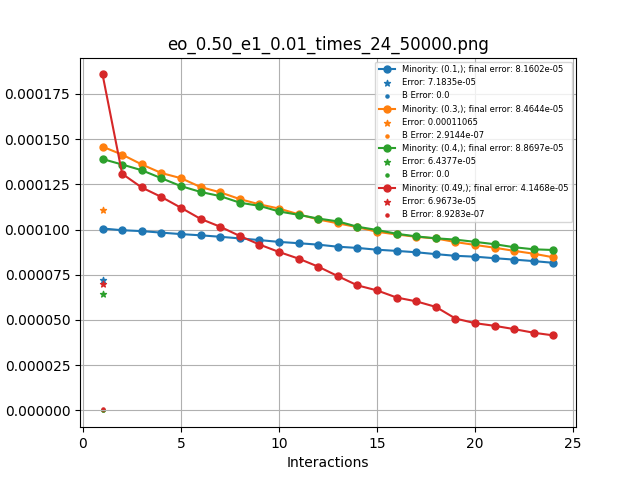 eo_0.50_e1_0.01_times_24_50000.png
Minority: (0.1,); final error: 8.1602e-05
Error: 7.1835e-05
B Error: 0.0
Minority: (0.3,); final error: 8.4644e-05
Error: 0.00011065
B Error: 2.9144e-07
Minority: (0.4,); final error: 8.8697e-05
Error: 6.4377e-05
B Error: 0.0
Minority: (0.49,); final error: 4.1468e-05
Error: 6.9673e-05
B Error: 8.9283e-07
0.000175
0.000150
0.000125
0.000100
0.000075
0.000050
0.000025
0.000000
0 5 10 15 20 25
Interactions